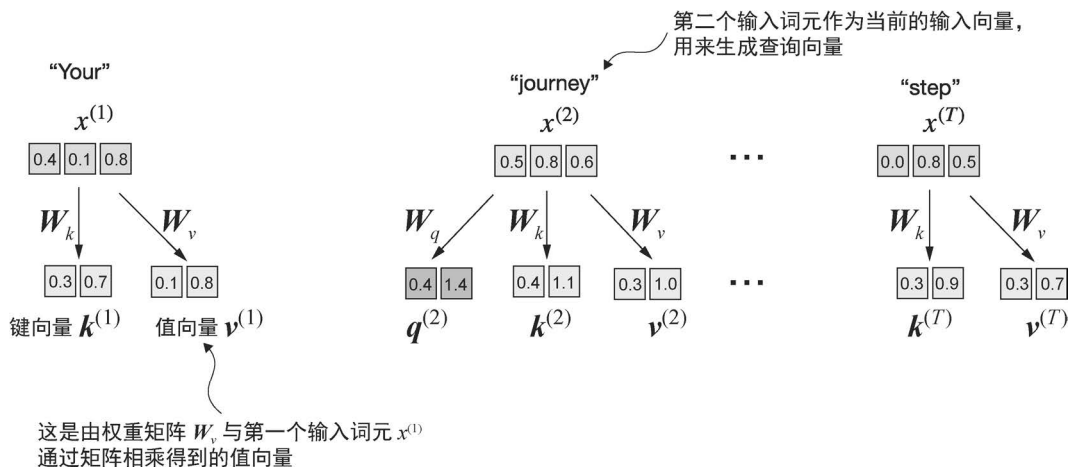 第二个输入词元作为当前的输入向量，
用来生成查询向量
“Your” “journey” “step”
x(1) x(2) x(T)
0.4 0.1 0.8 0.5 0.8 0.6 ... 0.0 0.8 0.5
Wk Wv Wq Wk Wv Wk Wv
0.3 0.7 0.1 0.8 0.4 1.4 0.4 1.1 0.3 1.0 ... 0.3 0.9 0.3 0.7
键向量 k(1) 值向量 v(1) q(2) k(2) v(2) k(T) v(T)
这是由权重矩阵 Wv 与第一个输入词元 x(1)
通过矩阵相乘得到的值向量